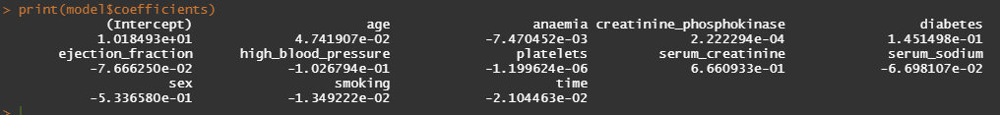 > print(model$coefficients)
(Intercept) age anaemia creatinine_phosphokinase diabetes
1.018493e+01 4.741907e-02 -7.470452e-03 2.222294e-04 1.451498e-01
ejection_fraction high_blood_pressure platelets serum_creatinine serum_sodium
-7.666250e-02 -1.026794e-01 -1.199624e-06 6.660933e-01 -6.698107e-02
sex smoking time
-5.336580e-01 -1.349222e-02 -2.104463e-02
>